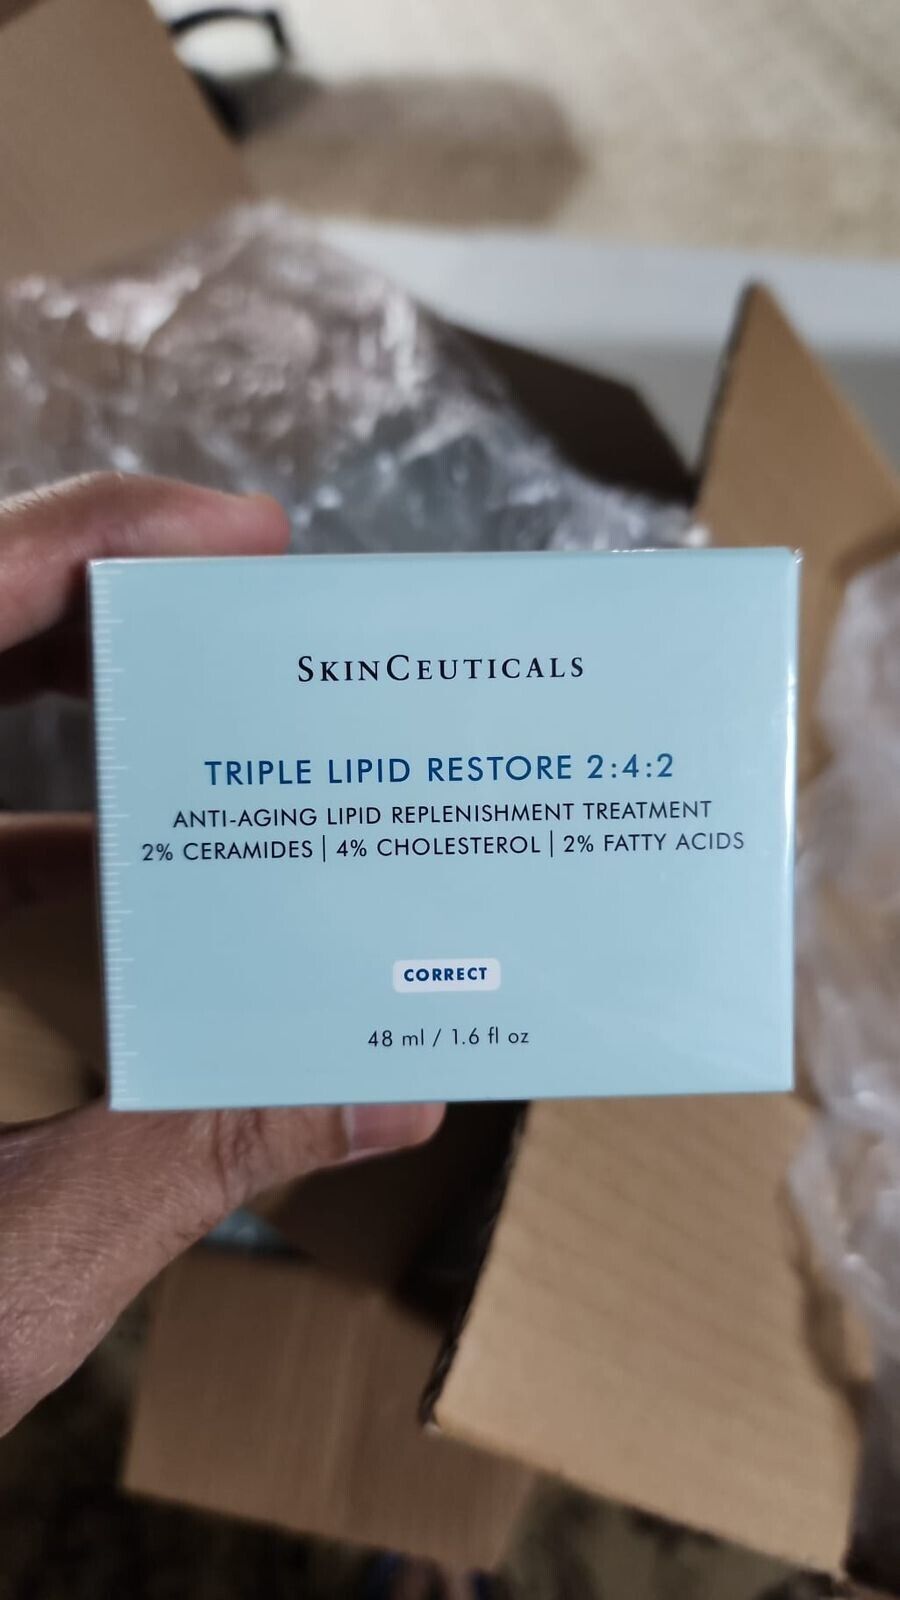 SKINCEUTICALS
TRIPLE LIPID RESTORE 2:4:2
ANTI-AGING LIPID REPLENISHMENT TREATMENT
2% CERAMIDES | 4% CHOLESTEROL | 2% FATTY ACIDS
CORRECT
48 ml / 1.6 fl oz